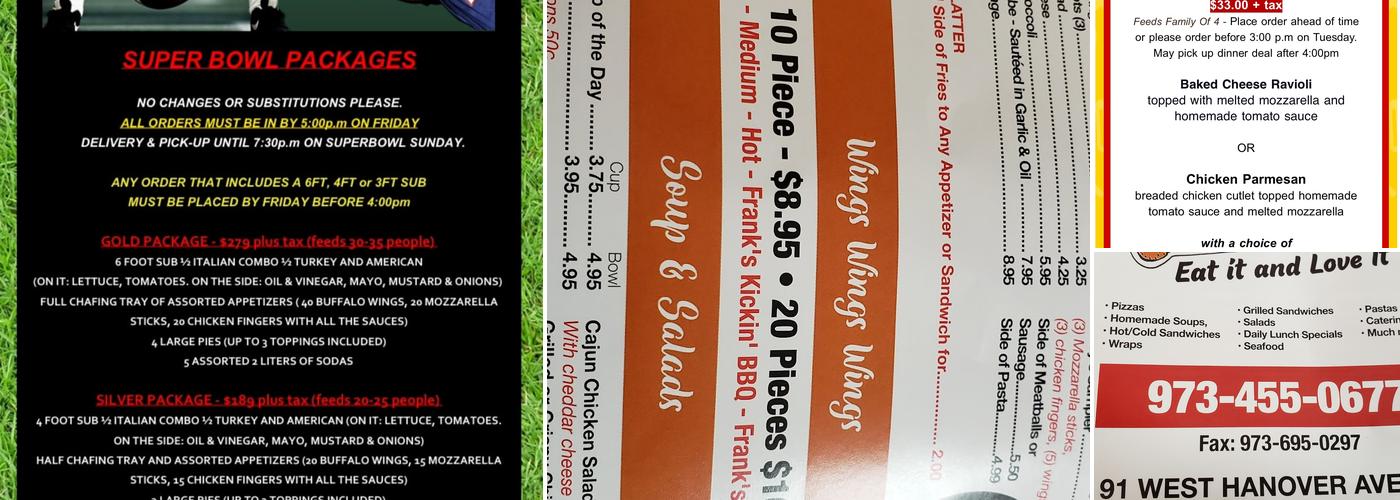 SUPER BOWL PACKAGES
NO CHANGES OR SUBSTITUTIONS PLEASE.
ALL ORDERS MUST BE IN BY 5:00p.m ON FRIDAY
DELIVERY & PICK-UP UNTIL 7:30p.m ON SUPERBOWL SUNDAY.
ANY ORDER THAT INCLUDES A 6FT, 4FT or 3FT SUB
MUST BE PLACED BY FRIDAY BEFORE 4:00pm
GOLD PACKAGE - $279 plus tax (feeds 30-35 people)
6 FOOT SUB ½ ITALIAN COMBO ½ TURKEY AND AMERICAN
(ON IT: LETTUCE, TOMATOES. ON THE SIDE: OIL & VINEGAR, MAYO, MUSTARD & ONIONS)
FULL CHAFING TRAY OF ASSORTED APPETIZERS ( 40 BUFFALO WINGS, 20 MOZZARELLA
STICKS, 20 CHICKEN FINGERS WITH ALL THE SAUCES)
4 LARGE PIES (UP TO 3 TOPPINGS INCLUDED)
5 ASSORTED 2 LITERS OF SODAS
SILVER PACKAGE - $189 plus tax (feeds 20-25 people)
4 FOOT SUB ½ ITALIAN COMBO ½ TURKEY AND AMERICAN (ON IT: LETTUCE, TOMATOES.
ON THE SIDE: OIL & VINEGAR, MAYO, MUSTARD & ONIONS)
HALF CHAFING TRAY AND ASSORTED APPETIZERS (20 BUFFALO WINGS, 15 MOZZARELLA
STICKS, 15 CHICKEN FINGERS WITH ALL THE SAUCES)
3.25
4.25
5.95
Sautéed in Garlic & Oil..... 7.95
8.95
(3) Mozzarella sticks,
(3) chicken fingers, (5) wing
Side of Meatballs or
Sausage.......5.50
Side of Pasta.......4.99
Side of Fries to Any Appetizer or Sandwich for............... 2.00
Wings Wings Wings
10 Piece - $8.95 • 20 Pieces
- Medium - Hot - Frank's Kickin' BBQ - Frank's
Soup & Salads
Cup Bowl
of the Day ......... 3.75......... 4.95
3.95......... 4.95
Cajun Chicken Salad
With cheddar cheese
$33.00 + tax
Feeds Family Of 4 - Place order ahead of time
or please order before 3:00 p.m on Tuesday.
May pick up dinner deal after 4:00pm
Baked Cheese Ravioli
topped with melted mozzarella and
homemade tomato sauce
OR
Chicken Parmesan
breaded chicken cutlet topped homemade
tomato sauce and melted mozzarella
with a choice of
Eat it and Love it
· Pizzas
· Homemade Soups,
· Hot/Cold Sandwiches
· Wraps
· Grilled Sandwiches
· Salads
· Daily Lunch Specials
· Seafood
· Pastas
973-455-0677
Fax: 973-695-0297
91 WEST HANOVER AVE